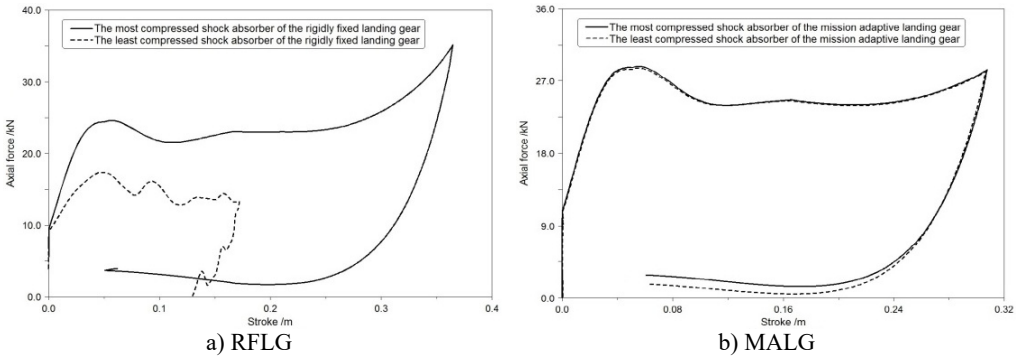 The most compressed shock absorber of the rigidly fixed landing gear
The least compressed shock absorber of the rigidly fixed landing gear
Axial force /kN
50.0
40.0
30.0
20.0
10.0
0.0
0.0 0.1 0.2 0.3 0.4
Stroke /m
a) RFLG
The most compressed shock absorber of the mission adaptive landing gear
The least compressed shock absorber of the mission adaptive landing gear
Axial force /kN
36.0
27.0
18.0
9.0
0.0
0.0 0.08 0.16 0.24 0.32
Stroke /m
b) MALG